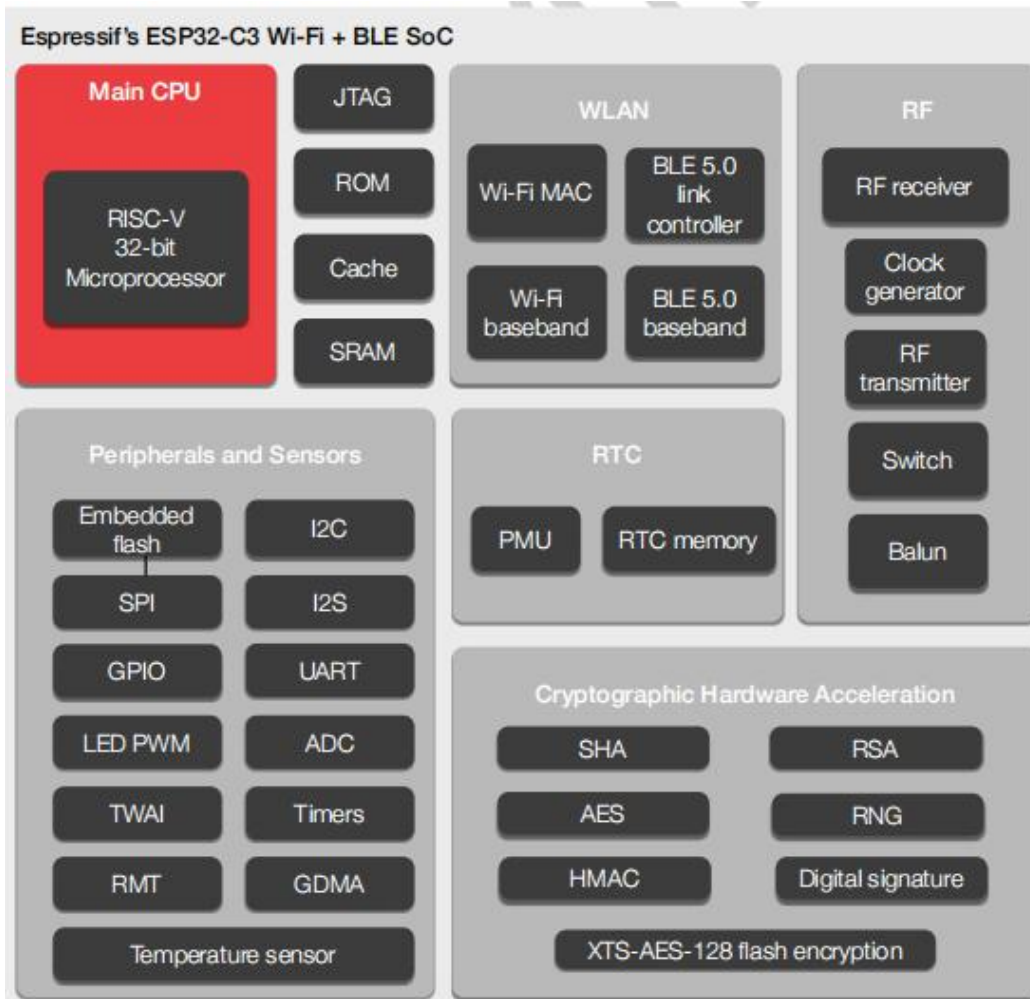 Espressif's ESP32-C3 Wi-Fi + BLE SoC
Main CPU
RISC-V
32-bit
Microprocessor
JTAG
ROM
Cache
SRAM
WLAN
Wi-Fi MAC
BLE 5.0
link
controller
Wi-Fi
baseband
BLE 5.0
baseband
RF
RF receiver
Clock
generator
RF
transmitter
Switch
Balun
Peripherals and Sensors
Embedded
flash
I2C
SPI
I2S
GPIO
UART
LED PWM
ADC
TWAI
Timers
RMT
GDMA
Temperature sensor
RTC
PMU
RTC memory
Cryptographic Hardware Acceleration
SHA
RSA
AES
RNG
HMAC
Digital signature
XTS-AES-128 flash encryption